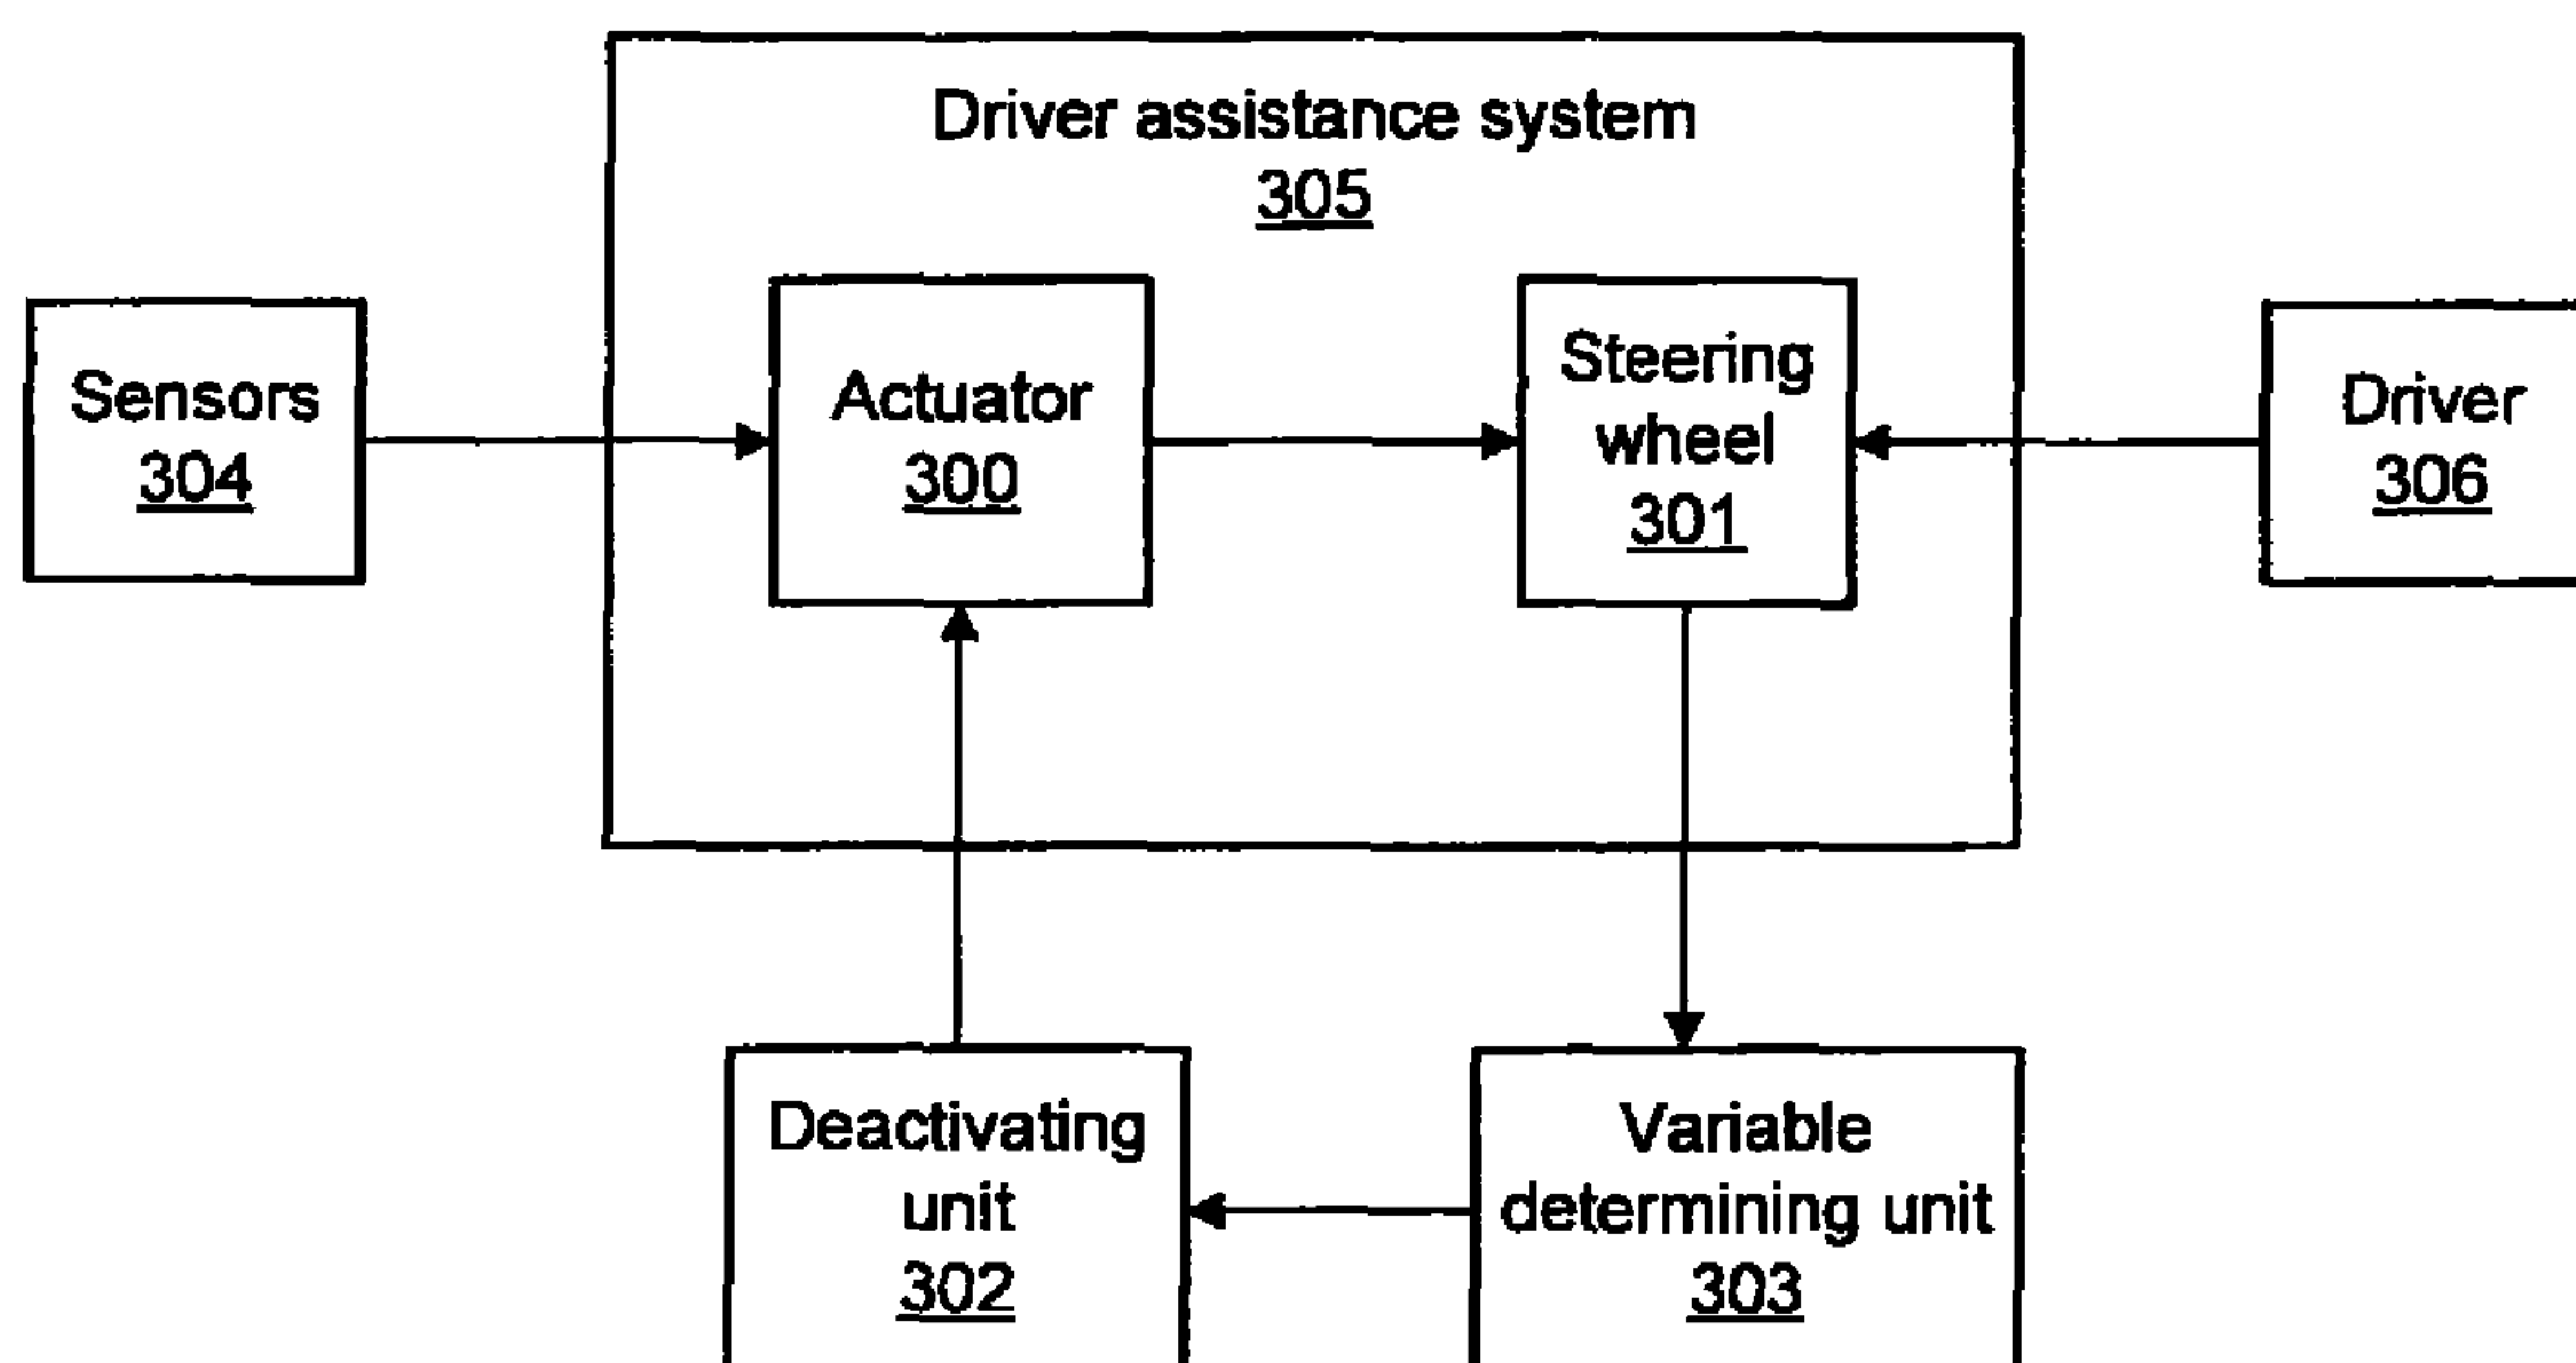 Driver assistance system
305
Sensors
304
Actuator
300
Steering
wheel
301
Driver
306
Deactivating
unit
302
Variable
determining unit
303